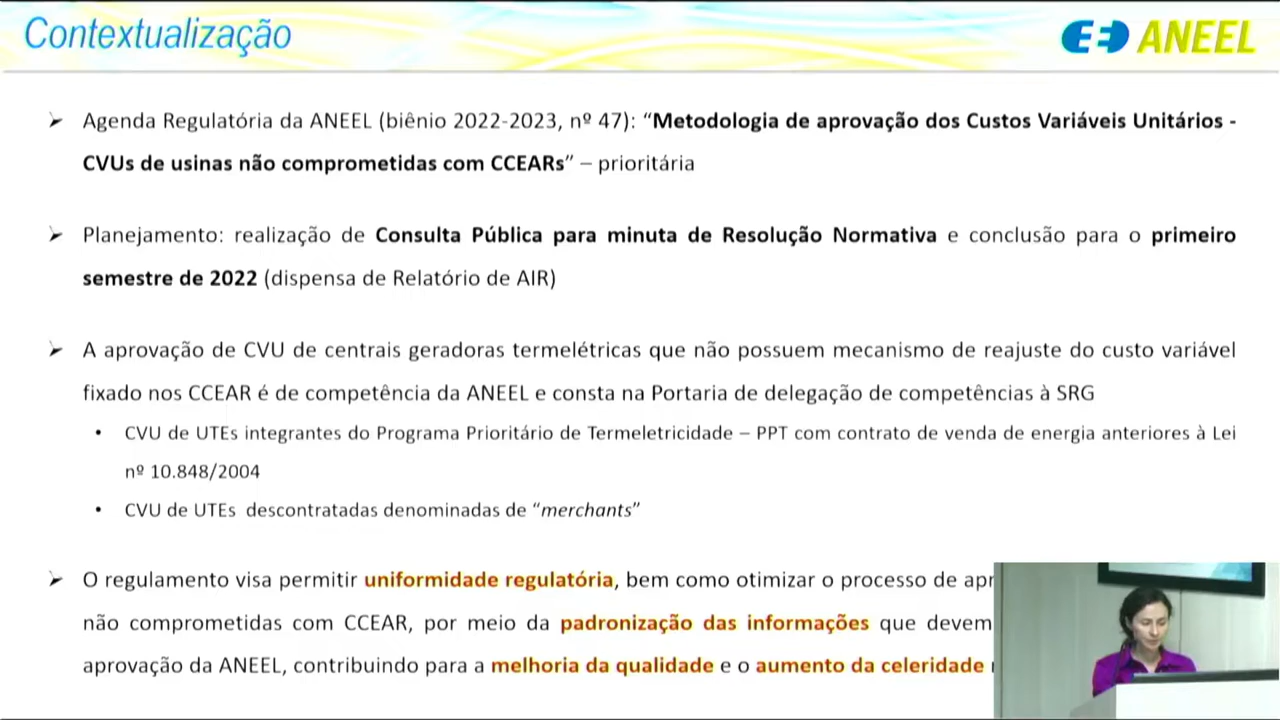 Contextualização
ANEEL
➢ Agenda Regulatória da ANEEL (biênio 2022-2023, nº 47): “Metodologia de aprovação dos Custos Variáveis Unitários -
CVUs de usinas não comprometidas com CCEARs” – prioritária
➢ Planejamento: realização de Consulta Pública para minuta de Resolução Normativa e conclusão para o primeiro
semestre de 2022 (dispensa de Relatório de AIR)
➢ A aprovação de CVU de centrais geradoras termelétricas que não possuem mecanismo de reajuste do custo variável
fixado nos CCEAR é de competência da ANEEL e consta na Portaria de delegação de competências à SRG
• CVU de UTEs integrantes do Programa Prioritário de Termeletricidade – PPT com contrato de venda de energia anteriores à Lei
nº 10.848/2004
• CVU de UTEs descontratadas denominadas de “merchants”
➢ O regulamento visa permitir uniformidade regulatória, bem como otimizar o processo de
não comprometidas com CCEAR, por meio da padronização das informações que devem
aprovação da ANEEL, contribuindo para a melhoria da qualidade e o aumento da celeridade